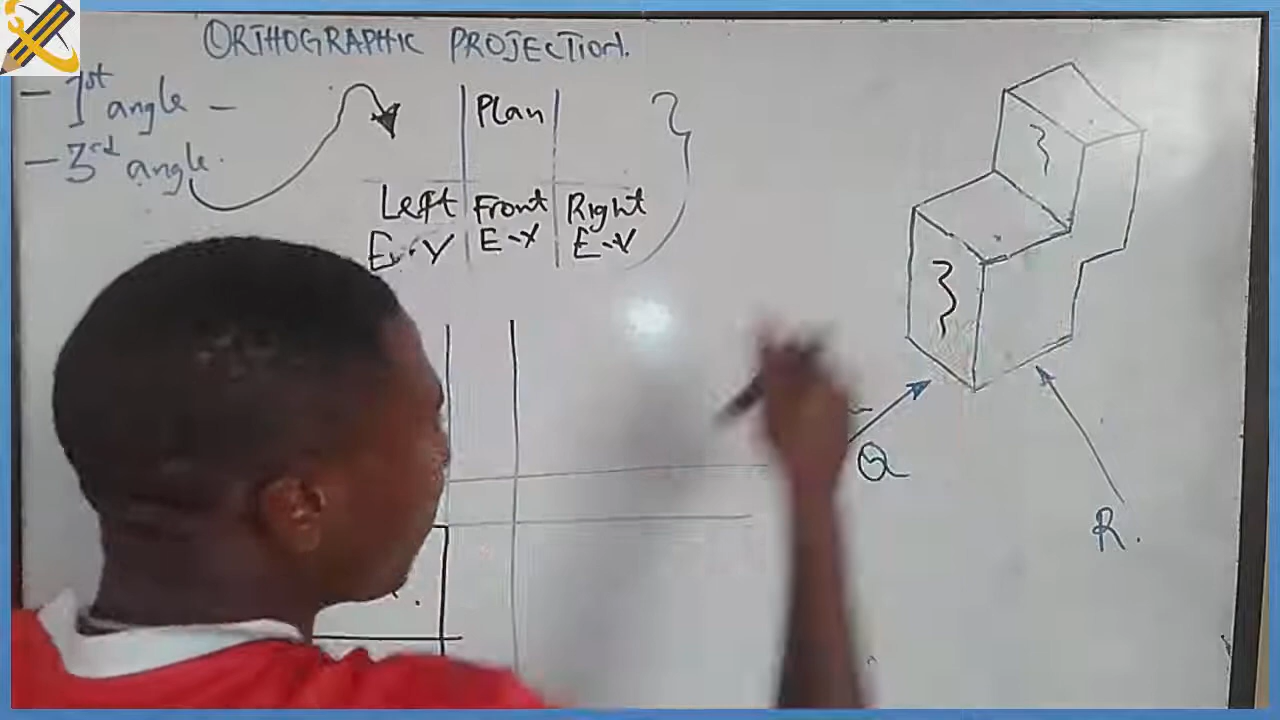 ORTHOGRAPHIC PROJECTION.
- 1st angle -
- 3rd angle.
Plan
Left Front Right
E-V E-V E-V
Q
R.